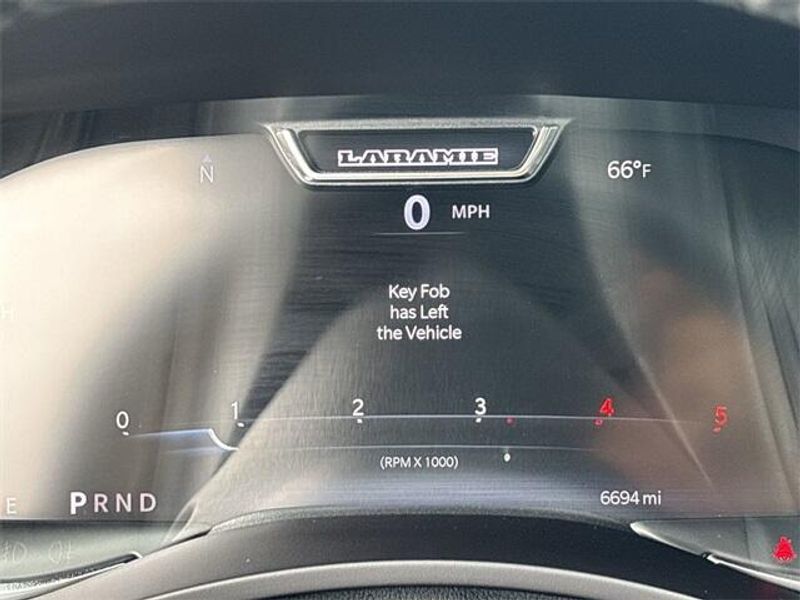 LARAMIE
N
66°F
0 MPH
Key Fob
has Left
the Vehicle
H
0 1 2 3 4 5
(RPM X 1000)
E PRND
6694 mi